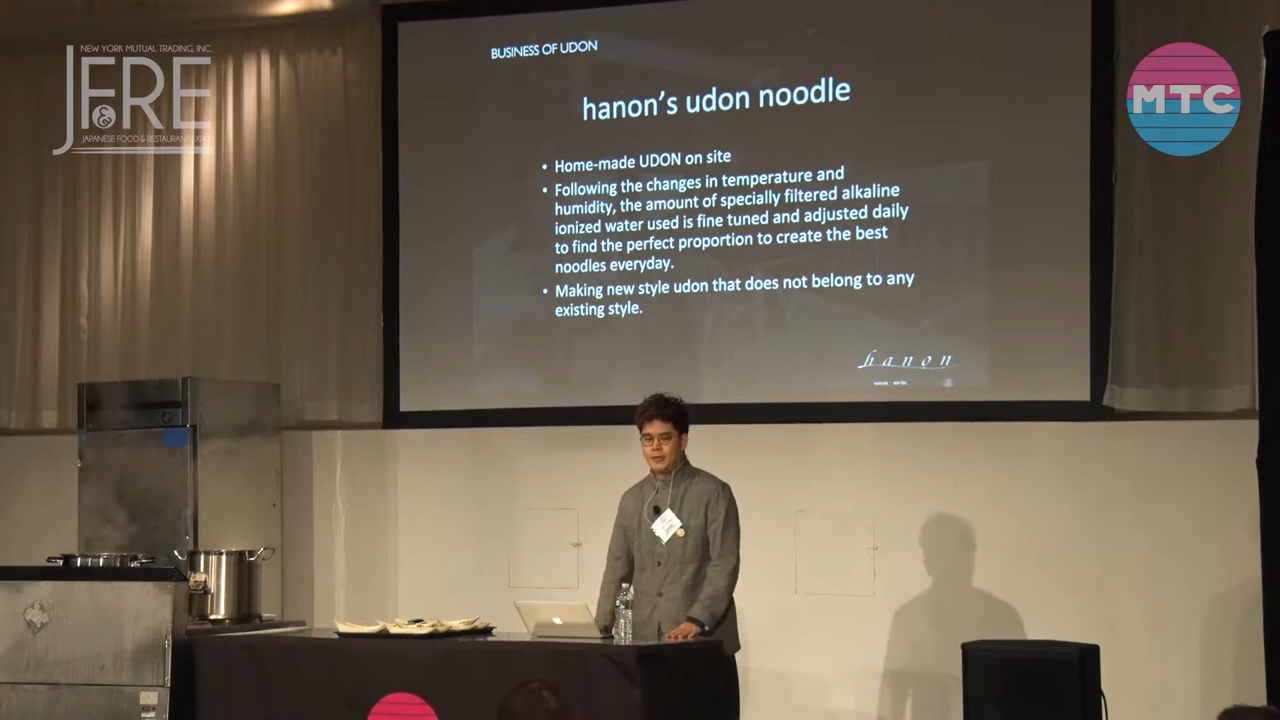 NEW YORK MUTUAL TRADING, INC.
JFRE
&
JAPANESE FOOD & RESTAURANT EXPO
MTC
BUSINESS OF UDON
hanon's udon noodle
• Home-made UDON on site
• Following the changes in temperature and
humidity, the amount of specially filtered alkaline
ionized water used is fine tuned and adjusted daily
to find the perfect proportion to create the best
noodles everyday.
• Making new style udon that does not belong to any
existing style.
hanon